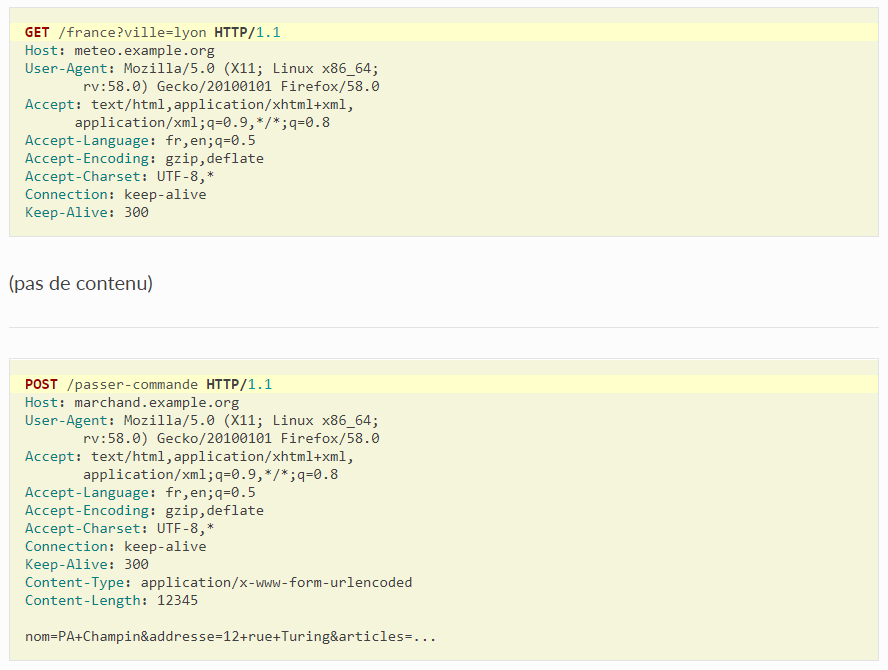 GET /france?ville=lyon HTTP/1.1
Host: meteo.example.org
User-Agent: Mozilla/5.0 (X11; Linux x86_64;
rv:58.0) Gecko/20100101 Firefox/58.0
Accept: text/html,application/xhtml+xml,
application/xml;q=0.9,*/*;q=0.8
Accept-Language: fr,en;q=0.5
Accept-Encoding: gzip,deflate
Accept-Charset: UTF-8,*
Connection: keep-alive
Keep-Alive: 300
(pas de contenu)
POST /passer-commande HTTP/1.1
Host: marchand.example.org
User-Agent: Mozilla/5.0 (X11; Linux x86_64;
rv:58.0) Gecko/20100101 Firefox/58.0
Accept: text/html,application/xhtml+xml,
application/xml;q=0.9,*/*;q=0.8
Accept-Language: fr,en;q=0.5
Accept-Encoding: gzip,deflate
Accept-Charset: UTF-8,*
Connection: keep-alive
Keep-Alive: 300
Content-Type: application/x-www-form-urlencoded
Content-Length: 12345
nom=PA+Champin&addresse=12+rue+Turing&articles=...